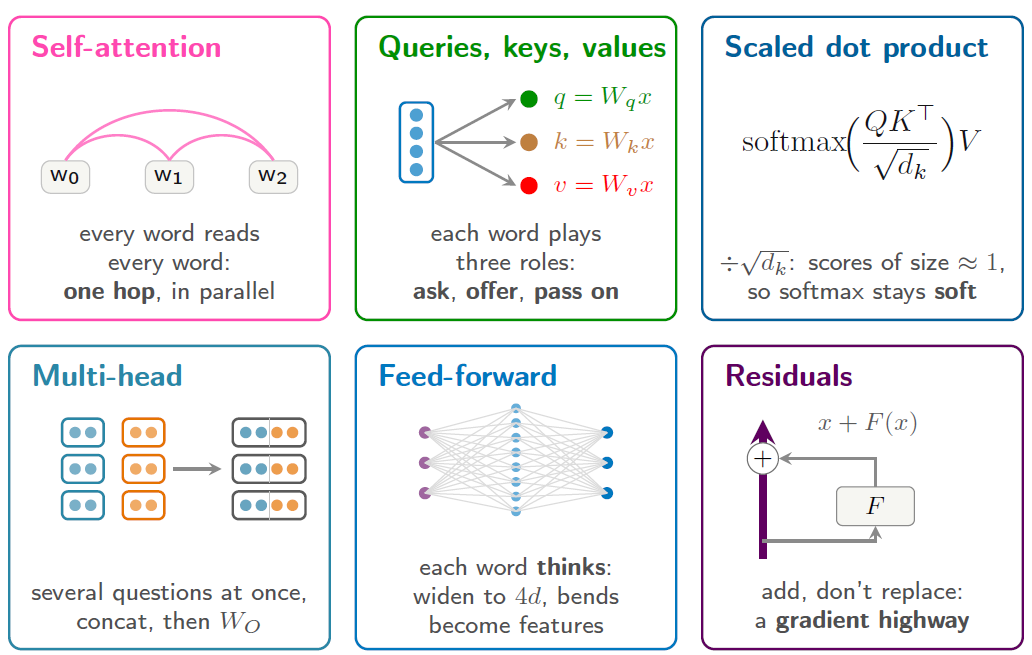 Self-attention
w0 w1 w2
every word reads
every word:
one hop, in parallel
Queries, keys, values
q = W_q x
k = W_k x
v = W_v x
each word plays
three roles:
ask, offer, pass on
Scaled dot product
softmax(QK^⊤/√d_k)V
÷√d_k: scores of size ≈ 1,
so softmax stays soft
Multi-head
several questions at once,
concat, then W_O
Feed-forward
each word thinks:
widen to 4d, bends
become features
Residuals
x + F(x)
+
F
add, don't replace:
a gradient highway